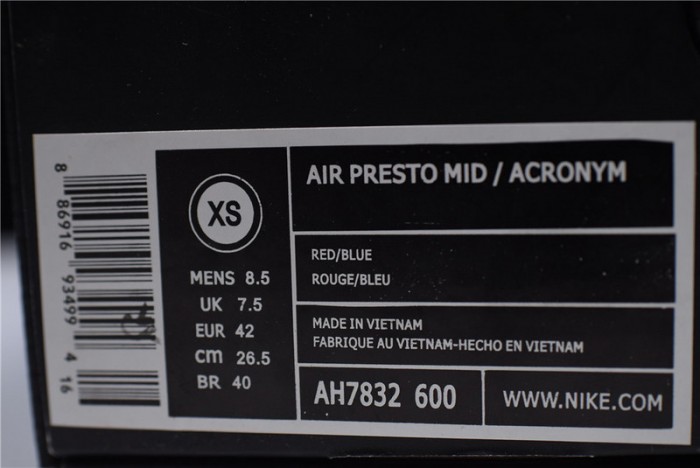 8 86916 93499 4 16
XS
MENS 8.5
UK 7.5
EUR 42
cm 26.5
BR 40
AIR PRESTO MID / ACRONYM
RED/BLUE
ROUGE/BLEU
MADE IN VIETNAM
FABRIQUE AU VIETNAM-HECHO EN VIETNAM
AH7832 600
WWW.NIKE.COM